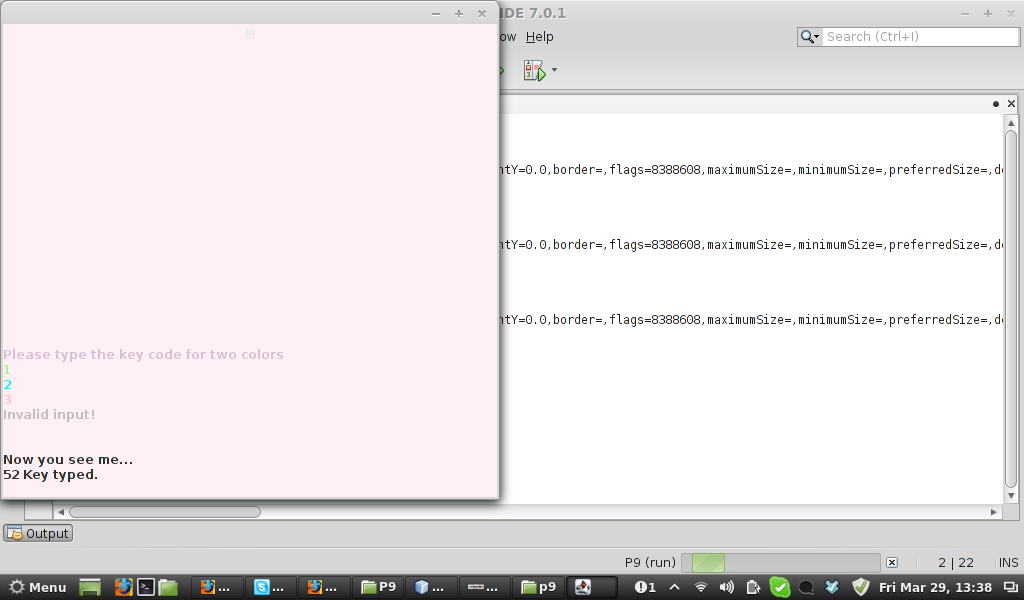 IDE 7.0.1
ow Help
Search (Ctrl+I)
ntY=0.0,border=,flags=8388608,maximumSize=,minimumSize=,preferredSize=,de
ntY=0.0,border=,flags=8388608,maximumSize=,minimumSize=,preferredSize=,de
ntY=0.0,border=,flags=8388608,maximumSize=,minimumSize=,preferredSize=,de
Please type the key code for two colors
1
2
3
Invalid input!
Now you see me...
52 Key typed.
Output
P9 (run) 2 | 22 INS
Menu ... ... ... P9 ... ... p9 1 Fri Mar 29, 13:38